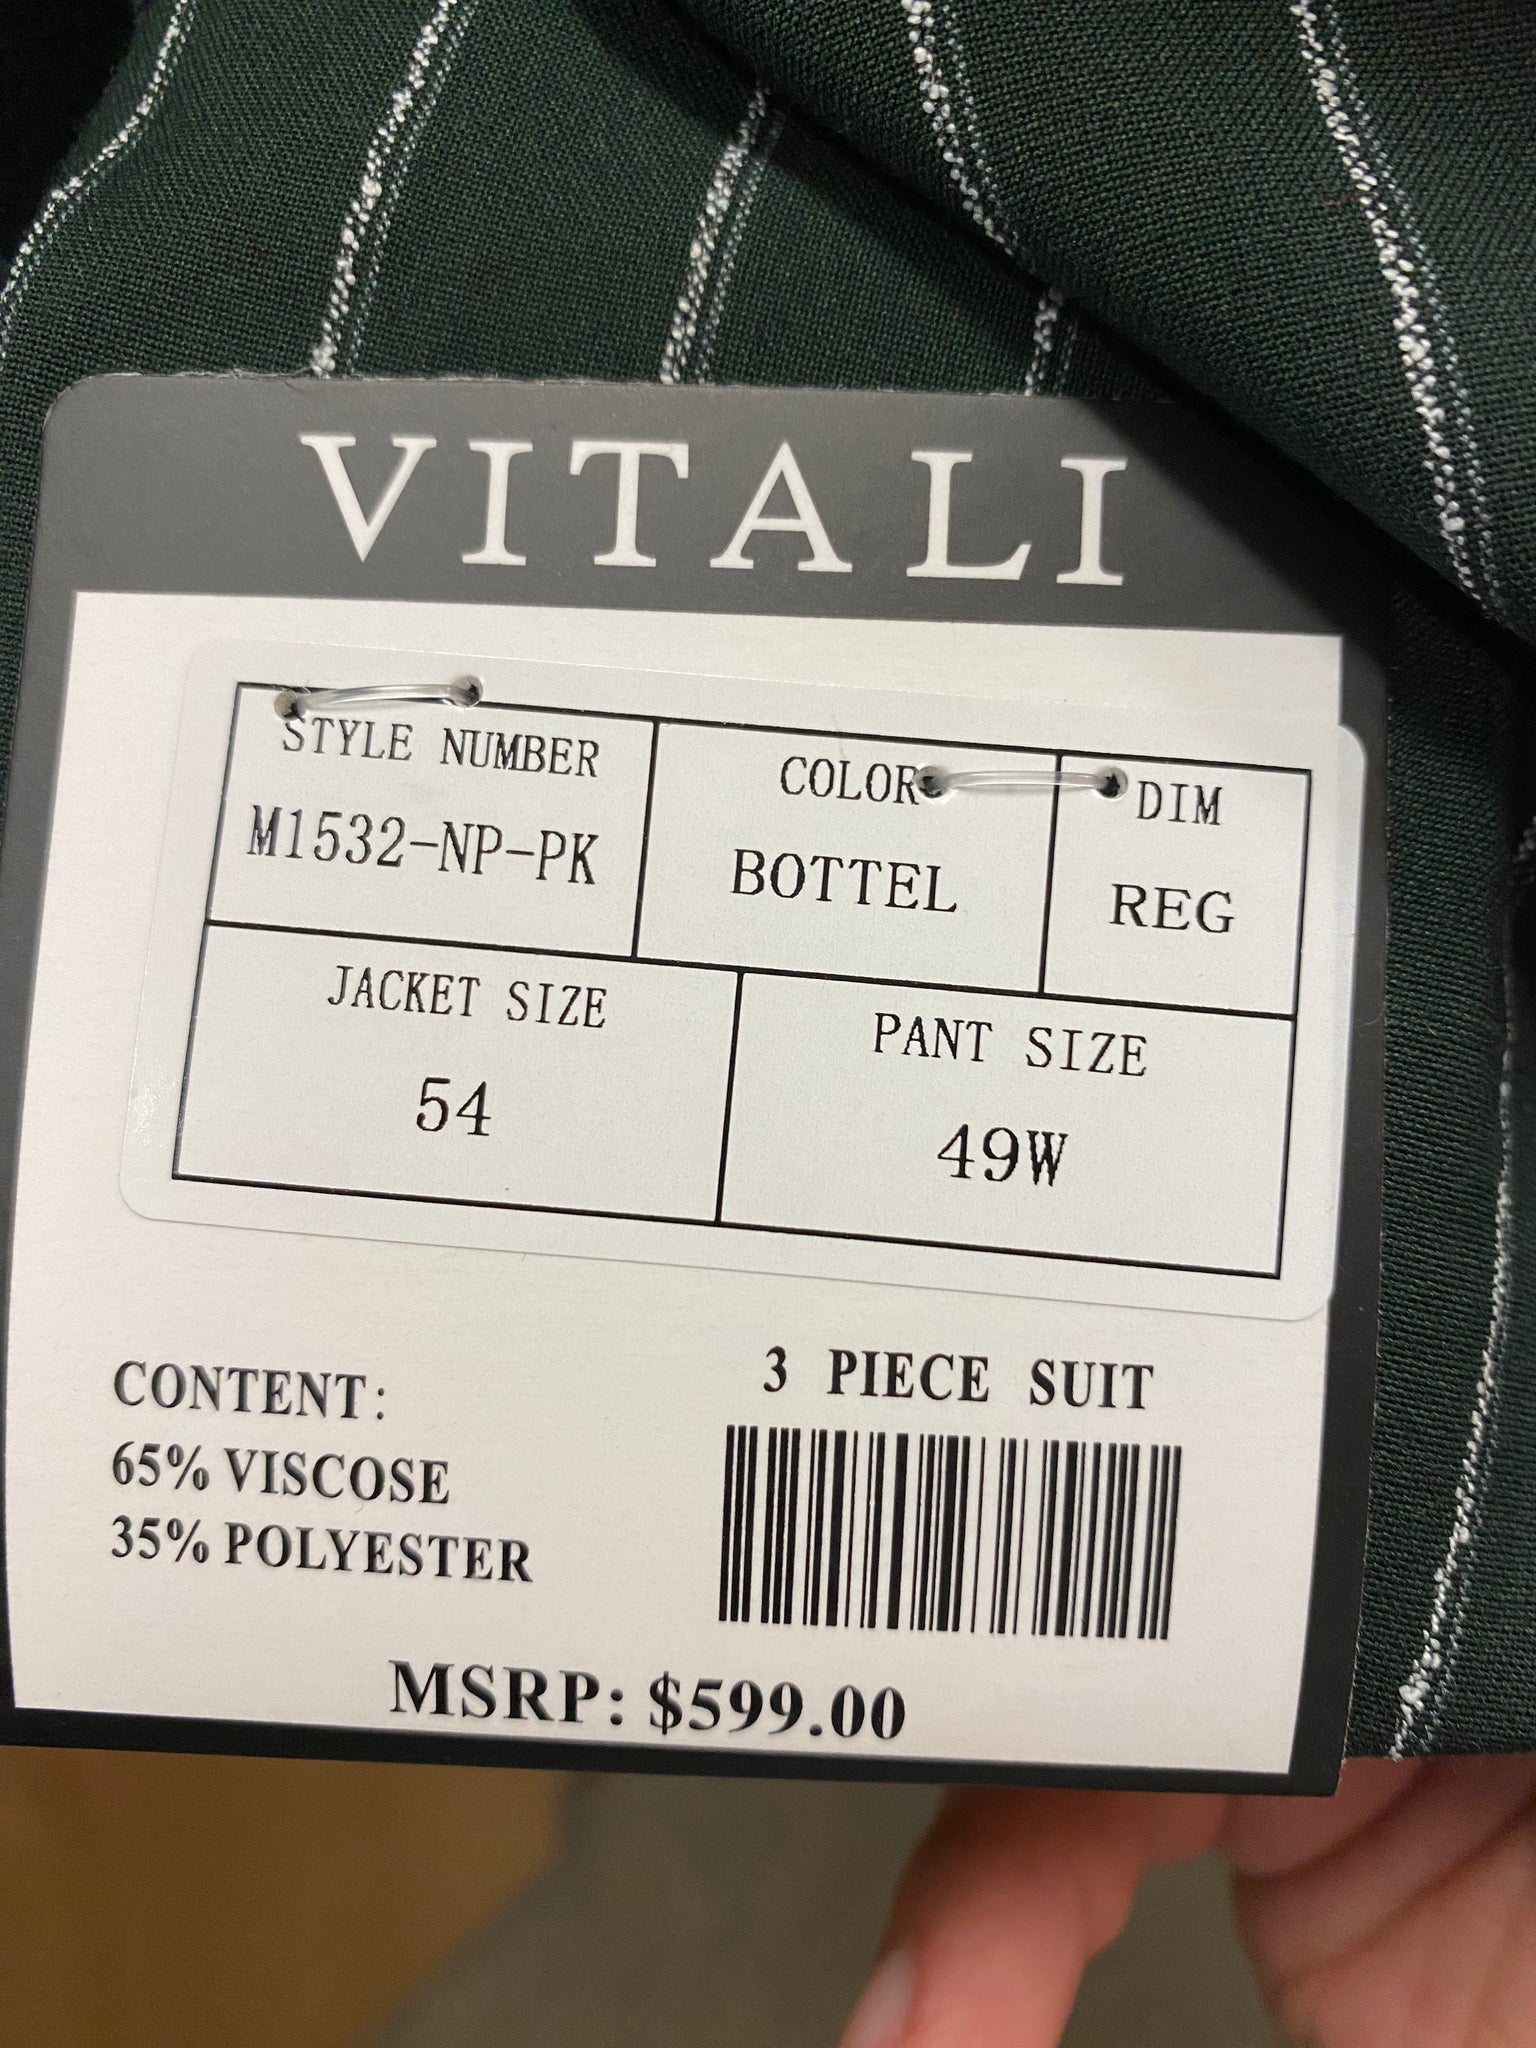 VITALI
STYLE NUMBER
M1532-NP-PK
COLOR
BOTTEL
DIM
REG
JACKET SIZE
54
PANT SIZE
49W
CONTENT:
65% VISCOSE
35% POLYESTER
3 PIECE SUIT
MSRP: $599.00